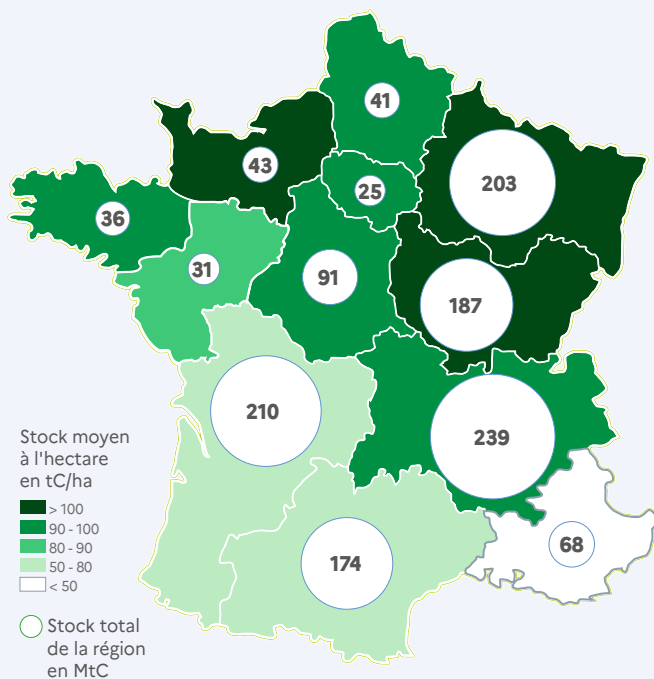 41
43
203
25
36
31
91
187
210
239
68
174
Stock moyen
à l'hectare
en tC/ha
> 100
90 - 100
80 - 90
50 - 80
< 50
Stock total
de la région
en MtC